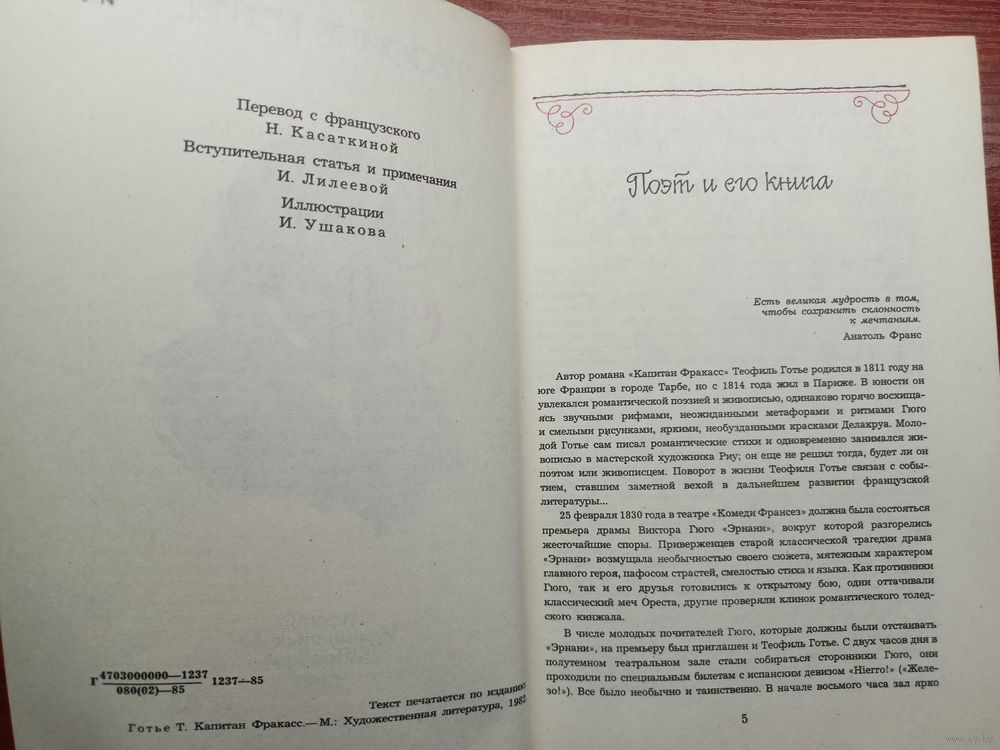 Перевод с французского
Н. Касаткиной
Вступительная статья и примечания
И. Лилеевой
Иллюстрации
И. Ушакова
Г 4703000000—1237
080(02)—85
1237—85
Текст печатается по изданию
Готье Т. Капитан Фракасс.— М.: Художественная литература, 1982
Поэт и его книга
Есть великая мудрость в том,
чтобы сохранить склонность
к мечтаниям.
Анатоль Франс
Автор романа «Капитан Фракасс» Теофиль Готье родился в 1811 году на
юге Франции в городе Тарбе, но с 1814 года жил в Париже. В юности он
увлекался романтической поэзией и живописью, одинаково горячо восхища-
ясь звучными рифмами, неожиданными метафорами и ритмами Гюго
и смелыми рисунками, яркими, необузданными красками Делакруа. Моло-
дой Готье сам писал романтические стихи и одновременно занимался жи-
вописью в мастерской художника Риу; он еще не решил тогда, будет ли он
поэтом или живописцем. Поворот в жизни Теофиля Готье связан с собы-
тием, ставшим заметной вехой в дальнейшем развитии французской
литературы...
25 февраля 1830 года в театре «Комеди Франсез» должна была состояться
премьера драмы Виктора Гюго «Эрнани», вокруг которой разгорелись
жесточайшие споры. Приверженцев старой классической трагедии драма
«Эрнани» возмущала необычностью своего сюжета, мятежным характером
главного героя, пафосом страстей, смелостью стиха и языка. Как противники
Гюго, так и его друзья готовились к открытому бою, одни оттачивали
классический меч Ореста, другие проверяли клинок романтического толед-
ского кинжала.
В числе молодых почитателей Гюго, которые должны были отстаивать
«Эрнани», на премьеру был приглашен и Теофиль Готье. С двух часов дня в
полутемном театральном зале стали собираться сторонники Гюго, они
проходили по специальным билетам с испанским девизом «Hierro!» («Желе-
зо!»). Все было необычно и таинственно. В начале восьмого часа зал ярко
5
www.ay.by